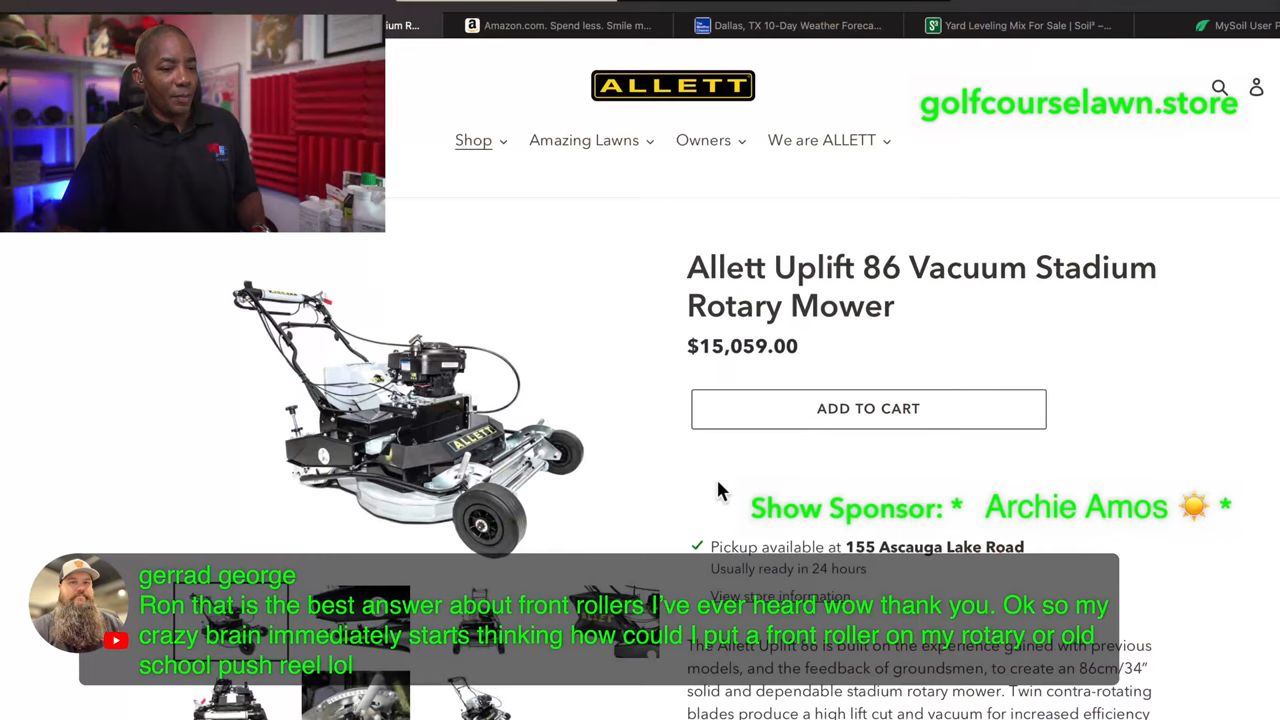 um R...
Amazon.com. Spend less. Smile m...
Dallas, TX 10-Day Weather Foreca...
Yard Leveling Mix For Sale | Soil³ –...
MySoil User P
ALLETT
golfcourselawn.store
Shop
Amazing Lawns
Owners
We are ALLETT
Allett Uplift 86 Vacuum Stadium
Rotary Mower
$15,059.00
ADD TO CART
ALLETT
Show Sponsor: * Archie Amos ☀️ *
Pickup available at 155 Ascauga Lake Road
Usually ready in 24 hours
View store information
gerrad george
Ron that is the best answer about front rollers I've ever heard wow thank you. Ok so my
crazy brain immediately starts thinking how could I put a front roller on my rotary or old
school push reel lol
The Allett Uplift 86 is built on the experience gained with previous
models, and the feedback of groundsmen, to create an 86cm/34”
solid and dependable stadium rotary mower. Twin contra-rotating
blades produce a high lift cut and vacuum for increased efficiency